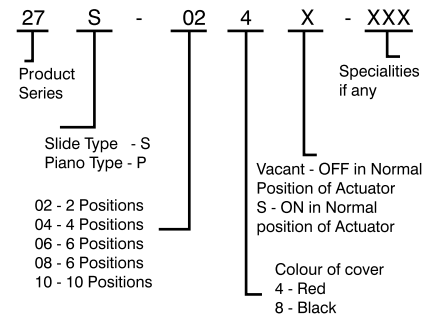 27 S - 02 4 X - XXX
Product
Series
Specialities
if any
Slide Type - S
Piano Type - P
Vacant - OFF in Normal
Position of Actuator
S - ON in Normal
position of Actuator
02 - 2 Positions
04 - 4 Positions
06 - 6 Positions
08 - 6 Positions
10 - 10 Positions
Colour of cover
4 - Red
8 - Black